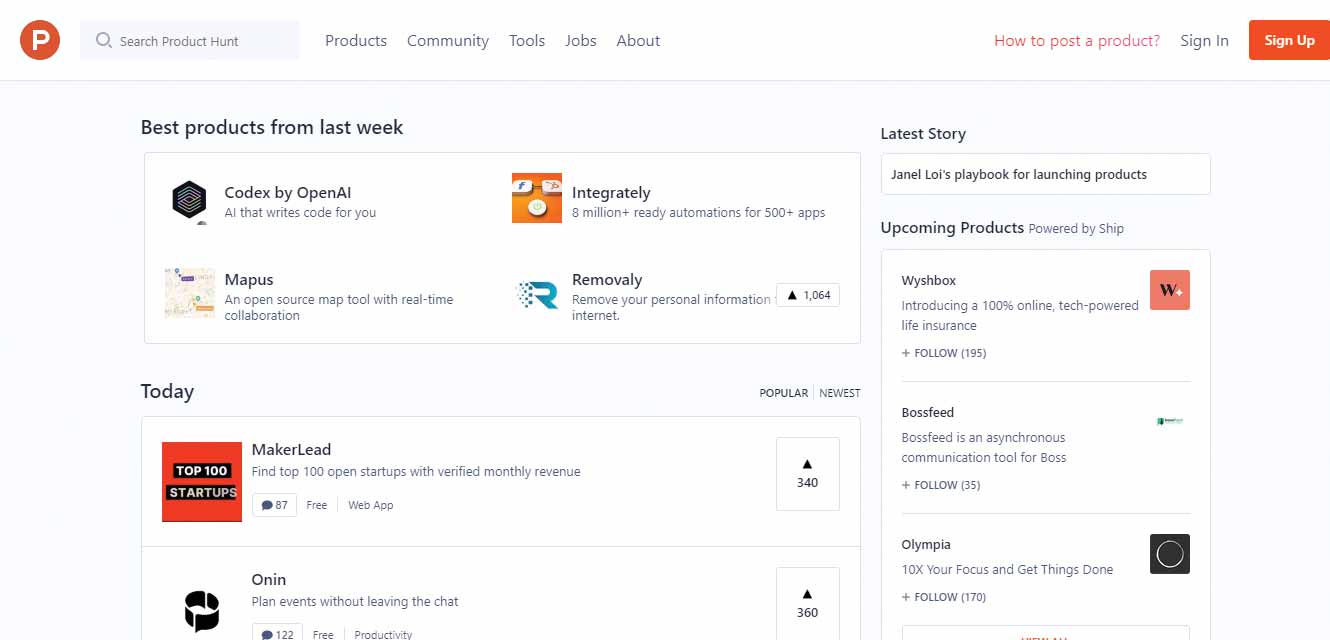 P
Search Product Hunt
Products
Community
Tools
Jobs
About
How to post a product?
Sign In
Sign Up
Best products from last week
Codex by OpenAI
AI that writes code for you
Integrately
8 million+ ready automations for 500+ apps
Mapus
An open source map tool with real-time
collaboration
Removaly
Remove your personal information
internet.
▲ 1,064
Today
POPULAR
NEWEST
TOP 100
STARTUPS
MakerLead
Find top 100 open startups with verified monthly revenue
87
Free
Web App
▲
340
Onin
Plan events without leaving the chat
122
Free
Productivity
▲
360
Latest Story
Janel Loi's playbook for launching products
Upcoming Products Powered by Ship
Wyshbox
Introducing a 100% online, tech-powered
life insurance
+ FOLLOW (195)
W+
Bossfeed
Bossfeed is an asynchronous
communication tool for Boss
+ FOLLOW (35)
Olympia
10X Your Focus and Get Things Done
+ FOLLOW (170)
VIEW ALL